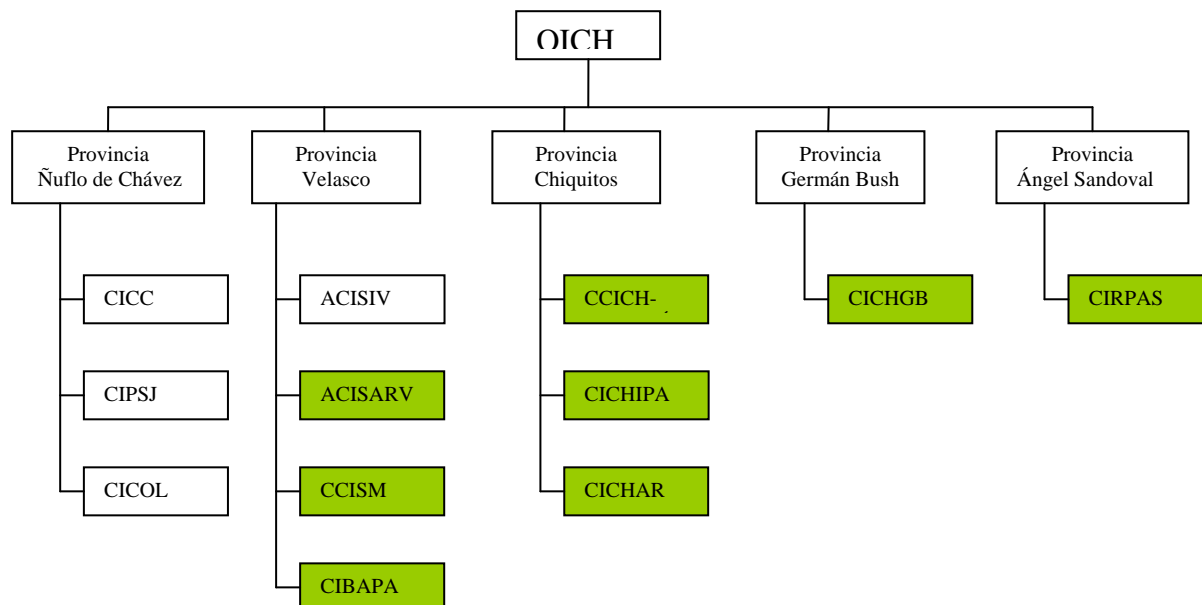 OICH
Provincia
Ñuflo de Chávez
Provincia
Velasco
Provincia
Chiquitos
Provincia
Germán Bush
Provincia
Ángel Sandoval
CICC
ACISIV
CCICH-
CICHGB
CIRPAS
CIPSJ
ACISARV
CICHIPA
CICOL
CCISM
CICHAR
CIBAPA